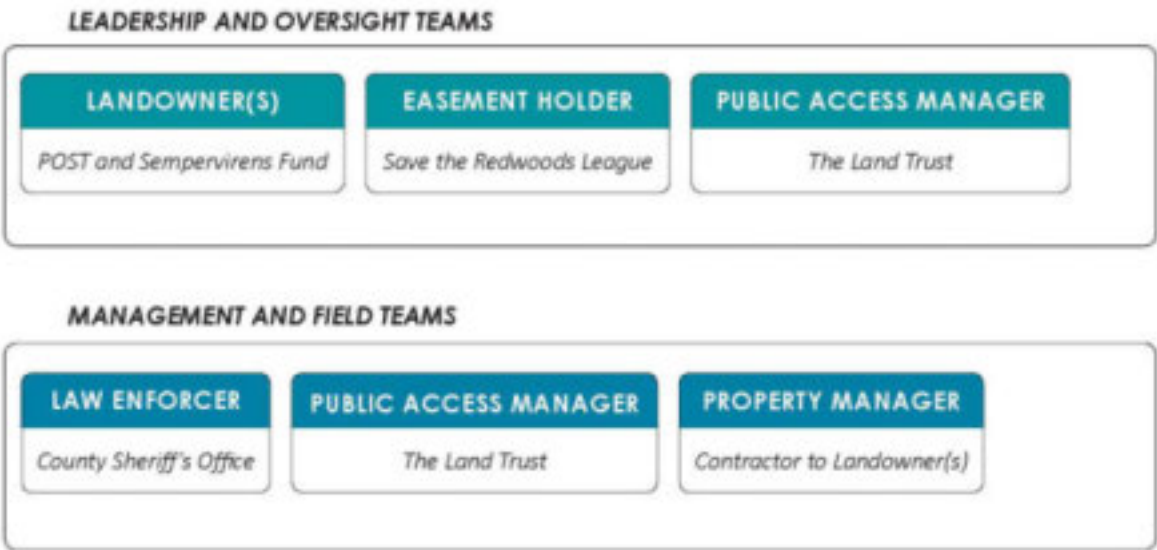 LEADERSHIP AND OVERSIGHT TEAMS
LANDOWNER(S)
POST and Sempervirens Fund
EASEMENT HOLDER
Save the Redwoods League
PUBLIC ACCESS MANAGER
The Land Trust
MANAGEMENT AND FIELD TEAMS
LAW ENFORCER
County Sheriff's Office
PUBLIC ACCESS MANAGER
The Land Trust
PROPERTY MANAGER
Contractor to Landowner(s)